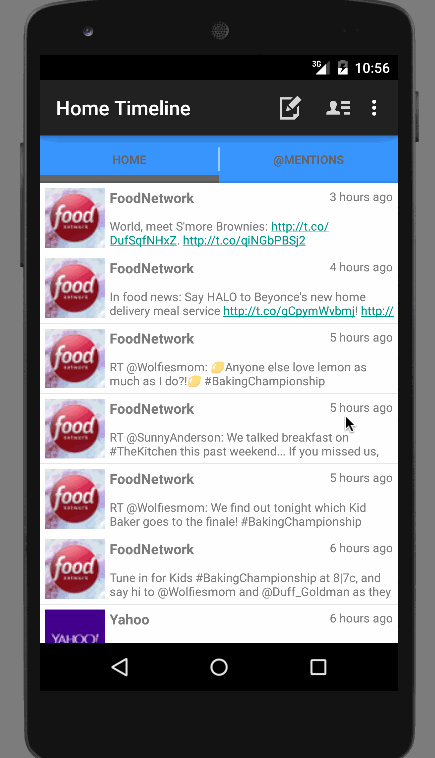 3G 10:56
Home Timeline
HOME @MENTIONS
food
network
FoodNetwork 3 hours ago
World, meet S'more Brownies: http://t.co/
DufSqfNHxZ. http://t.co/qiNGbPBSj2
food
network
FoodNetwork 4 hours ago
In food news: Say HALO to Beyonce's new home
delivery meal service http://t.co/gCpymWvbmj! http://
food
network
FoodNetwork 5 hours ago
RT @Wolfiesmom: 🍋Anyone else love lemon as
much as I do?!🍋 #BakingChampionship
food
network
FoodNetwork 5 hours ago
RT @SunnyAnderson: We talked breakfast on
#TheKitchen this past weekend... If you missed us,
food
network
FoodNetwork 5 hours ago
RT @Wolfiesmom: We find out tonight which Kid
Baker goes to the finale! #BakingChampionship
food
network
FoodNetwork 6 hours ago
Tune in for Kids #BakingChampionship at 8|7c, and
say hi to @Wolfiesmom and @Duff_Goldman as they
YAHOO!
Yahoo 6 hours ago